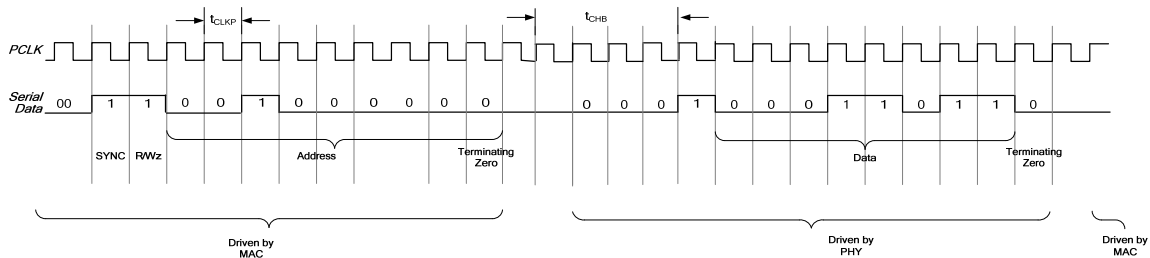 tCLKP
tCHB
PCLK
Serial Data
00 1 1 0 0 1 0 0 0 0 0 0 0 0 0 1 0 0 0 1 1 0 1 1 0
SYNC R/Wz Address Terminating Zero Data Terminating Zero
Driven by MAC
Driven by PHY
Driven by MAC